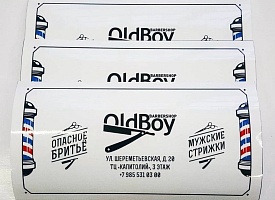 OldBoy
BARBERSHOP
OldBoy
BARBERSHOP
OldBoy
BARBERSHOP
ОПАСНОЕ
БРИТЬЕ
МУЖСКИЕ
СТРИЖКИ
УЛ. ШЕРЕМЕТЬЕВСКАЯ, Д. 20
ТЦ «КАПИТОЛИЙ», 3 ЭТАЖ
+7 985 531 03 00